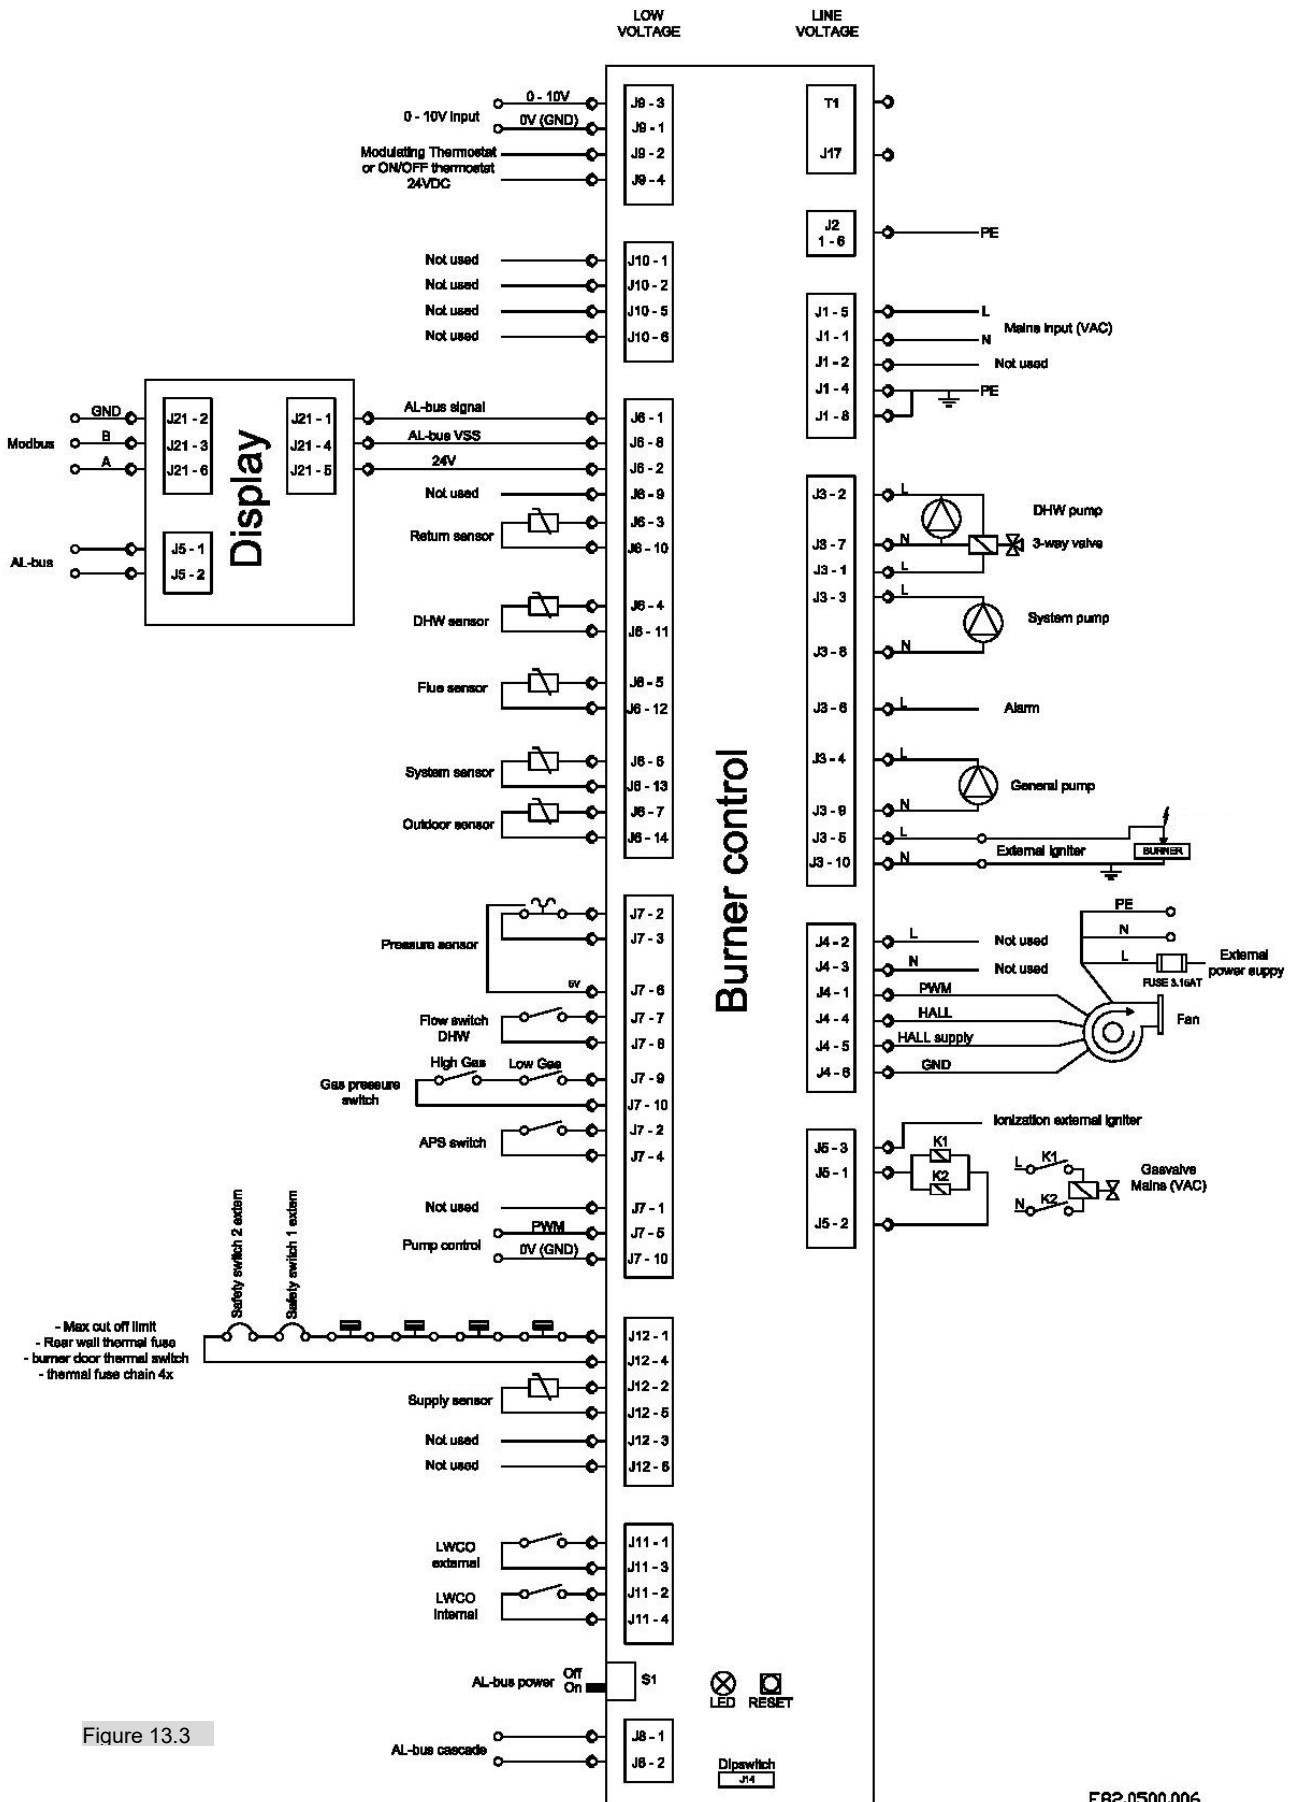 LOW
VOLTAGE
LINE
VOLTAGE
0 - 10V Input
0 - 10V
J9 - 3
0V (GND)
J9 - 1
Modulating Thermostat
or ON/OFF thermostat
24VDC
J9 - 2
J9 - 4
Not used
J10 - 1
Not used
J10 - 2
Not used
J10 - 5
Not used
J10 - 6
Modbus
GND
J21 - 2
B
J21 - 3
A
J21 - 6
AL-bus
J5 - 1
J5 - 2
Display
J21 - 1
J21 - 4
J21 - 5
AL-bus signal
J6 - 1
AL-bus VSS
J6 - 8
24V
J6 - 2
Not used
J6 - 9
Return sensor
J6 - 3
J6 - 10
DHW sensor
J6 - 4
J6 - 11
Flue sensor
J6 - 5
J6 - 12
System sensor
J6 - 6
J6 - 13
Outdoor sensor
J6 - 7
J6 - 14
Pressure sensor
J7 - 2
J7 - 3
5V
J7 - 6
Flow switch
DHW
J7 - 7
J7 - 8
Gas pressure
switch
High Gas
Low Gas
J7 - 9
J7 - 10
APS switch
J7 - 2
J7 - 4
Not used
J7 - 1
Pump control
PWM
J7 - 5
0V (GND)
J7 - 10
Safety switch 2 extern
Safety switch 1 extern
- Max cut off limit
- Rear wall thermal fuse
- burner door thermal switch
- thermal fuse chain 4x
J12 - 1
J12 - 4
Supply sensor
J12 - 2
J12 - 5
Not used
J12 - 3
Not used
J12 - 6
LWCO
external
J11 - 1
J11 - 3
LWCO
internal
J11 - 2
J11 - 4
AL-bus power
Off
On
S1
AL-bus cascade
J8 - 1
J8 - 2
Burner control
LED
RESET
Dipswitch
J14
T1
J17
J2
1 - 6
PE
J1 - 5
L
J1 - 1
N
Mains input (VAC)
J1 - 2
Not used
J1 - 4
PE
J1 - 8
J3 - 2
L
DHW pump
J3 - 7
N
3-way valve
J3 - 1
L
J3 - 3
L
System pump
J3 - 8
N
J3 - 6
L
Alarm
J3 - 4
L
General pump
J3 - 9
N
J3 - 5
L
External igniter
BURNER
J3 - 10
N
J4 - 2
L
Not used
J4 - 3
N
Not used
J4 - 1
PWM
J4 - 4
HALL
J4 - 5
HALL supply
J4 - 6
GND
PE
N
L
FUSE 3.16AT
External
power suppy
Fan
J5 - 3
Ionization external igniter
J5 - 1
K1
K2
J5 - 2
L
K1
N
K2
Gasvalve
Mains (VAC)
Figure 13.3
E82.0500.006